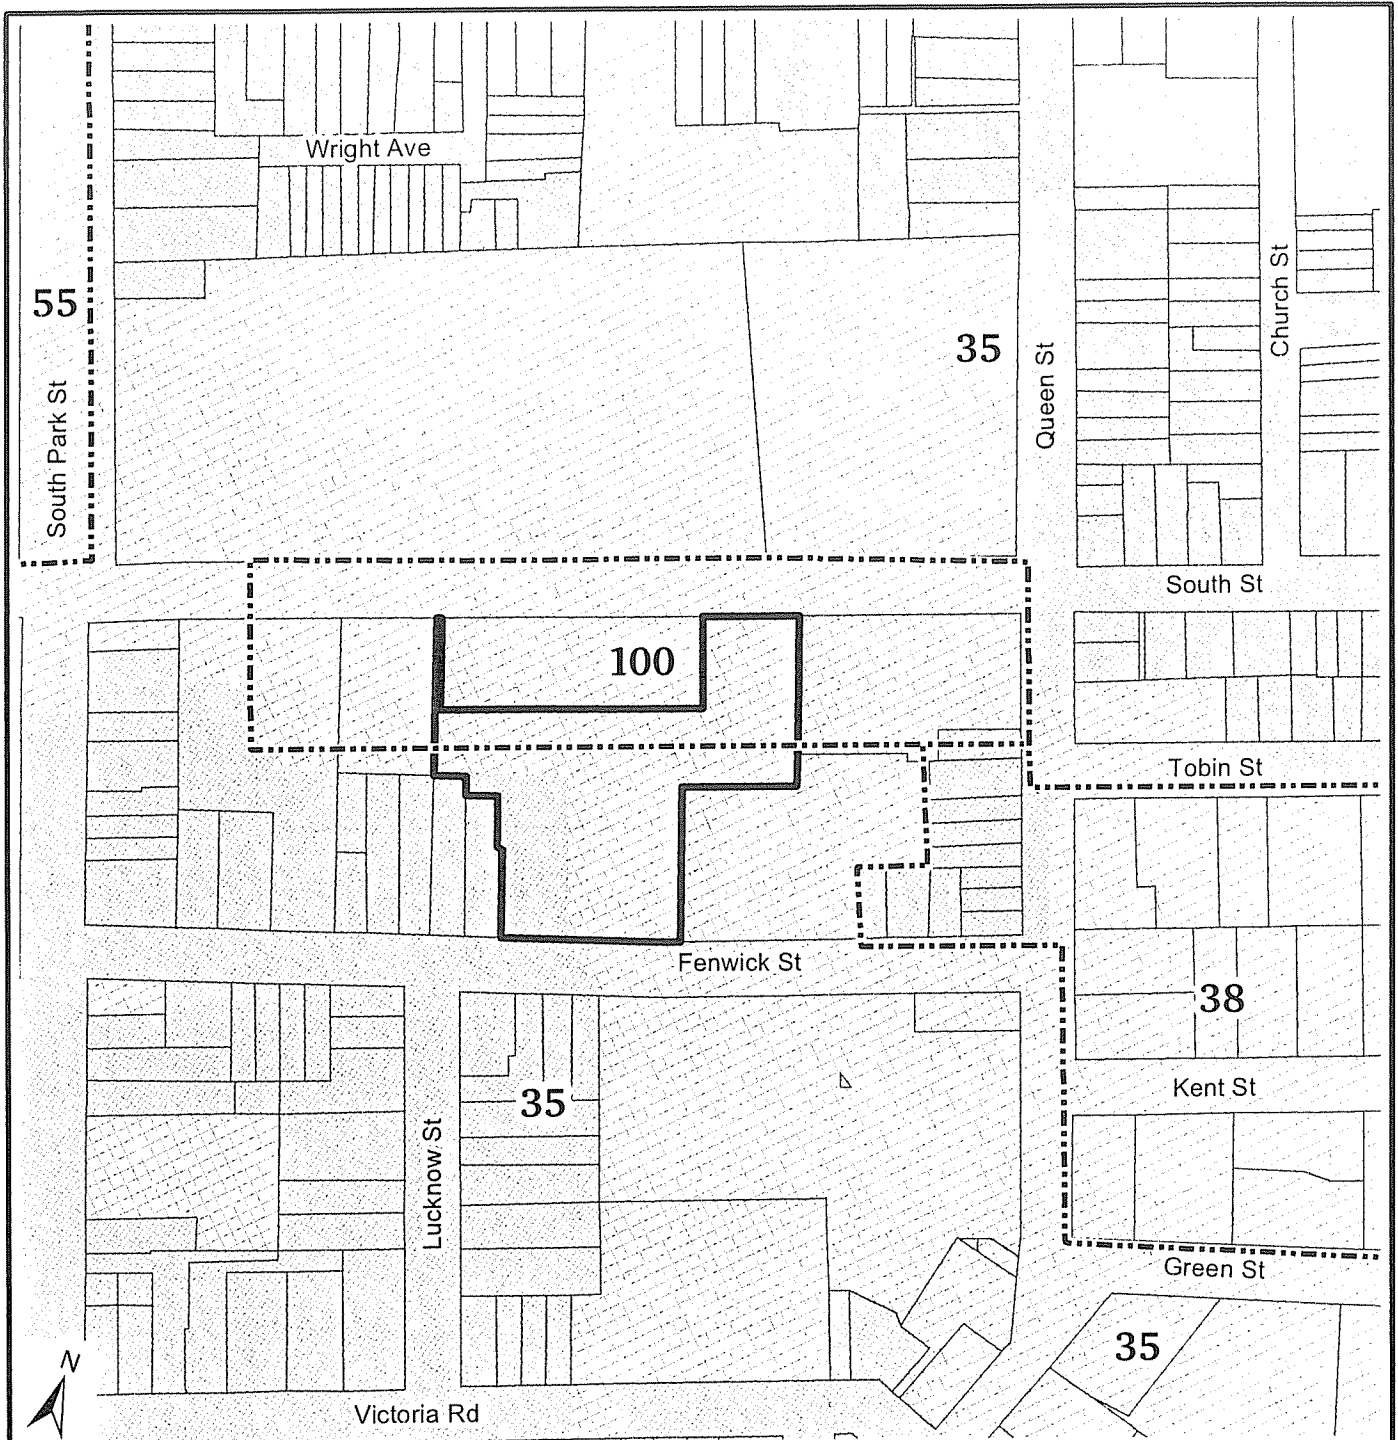 Wright Ave
55
South Park St
35
Queen St
Church St
South St
100
Tobin St
Fenwick St
38
Kent St
35
Lucknow St
Green St
35
N
Victoria Rd